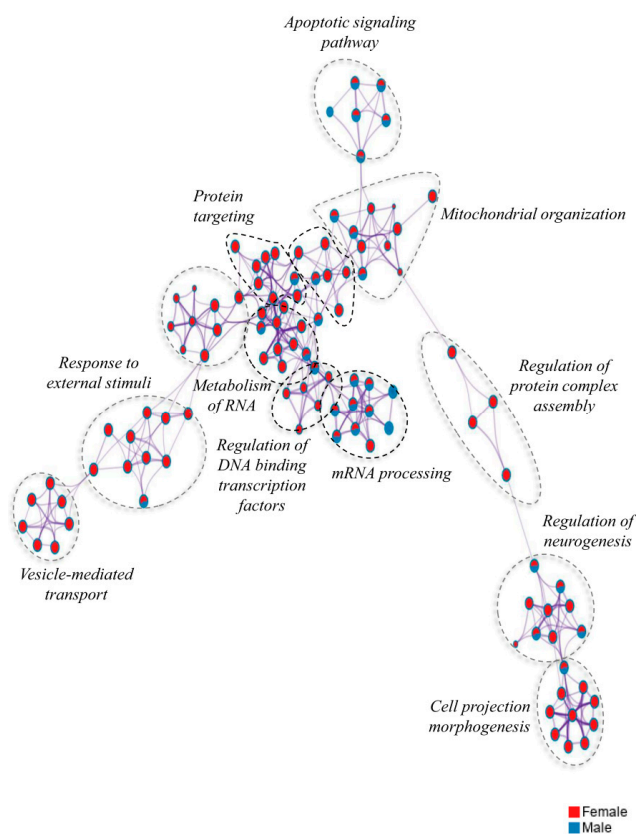 Apoptotic signaling
pathway
Protein
targeting
Mitochondrial organization
Response to
external stimuli
Metabolism
of RNA
Regulation of
protein complex
assembly
Regulation of
DNA binding
transcription
factors
mRNA processing
Regulation of
neurogenesis
Vesicle-mediated
transport
Cell projection
morphogenesis
Female
Male